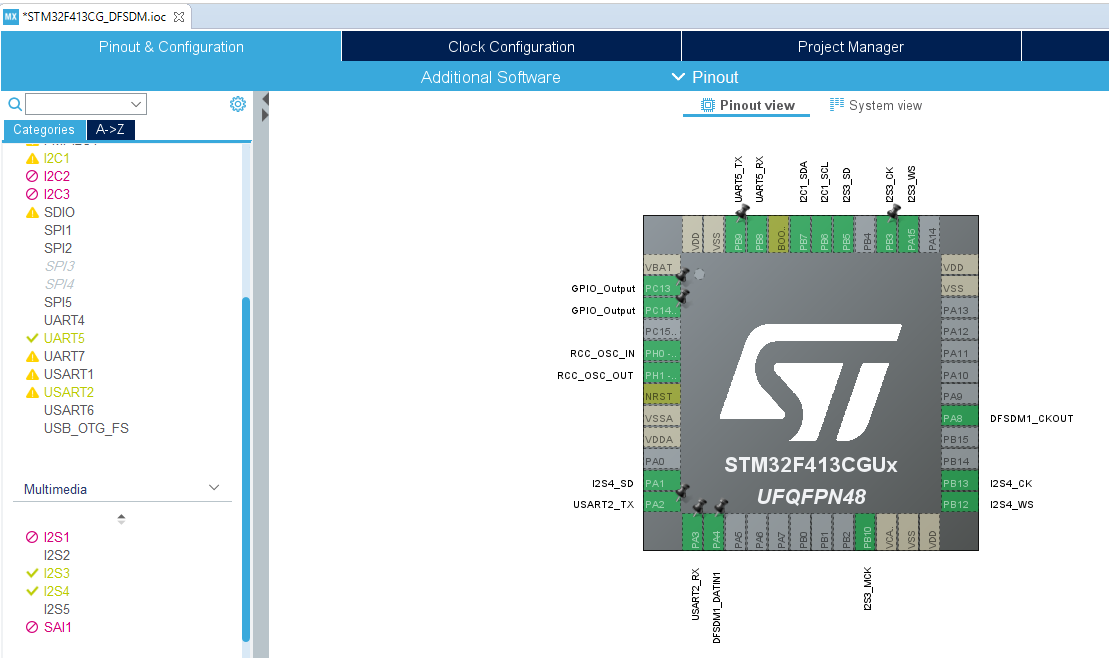 MX *STM32F413CG_DFSDM.ioc
Pinout & Configuration
Clock Configuration
Project Manager
Additional Software
Pinout
Categories
A->Z
Pinout view
System view
I2C1
I2C2
I2C3
SDIO
SPI1
SPI2
SPI3
SPI4
SPI5
UART4
UART5
UART7
USART1
USART2
USART6
USB_OTG_FS
Multimedia
I2S1
I2S2
I2S3
I2S4
I2S5
SAI1
UART5_TX
UART5_RX
I2C1_SDA
I2C1_SCL
I2S3_SD
I2S3_CK
I2S3_WS
VDD
VSS
PB9
PB8
BOO..
PB7
PB6
PB5
PB4
PB3
PA15
PA14
VBAT
GPIO_Output PC13
GPIO_Output PC14..
PC15..
RCC_OSC_IN PH0 -..
RCC_OSC_OUT PH1 -..
NRST
VSSA
VDDA
PA0
I2S4_SD PA1
USART2_TX PA2
VDD
VSS
PA13
PA12
PA11
PA10
PA9
PA8 DFSDM1_CKOUT
PB15
PB14
PB13 I2S4_CK
PB12 I2S4_WS
ST
STM32F413CGUx
UFQFPN48
PA3
PA4
PA5
PA6
PA7
PB0
PB1
PB2
PB10
VCA..
VSS
VDD
USART2_RX
DFSDM1_DATIN1
I2S3_MCK